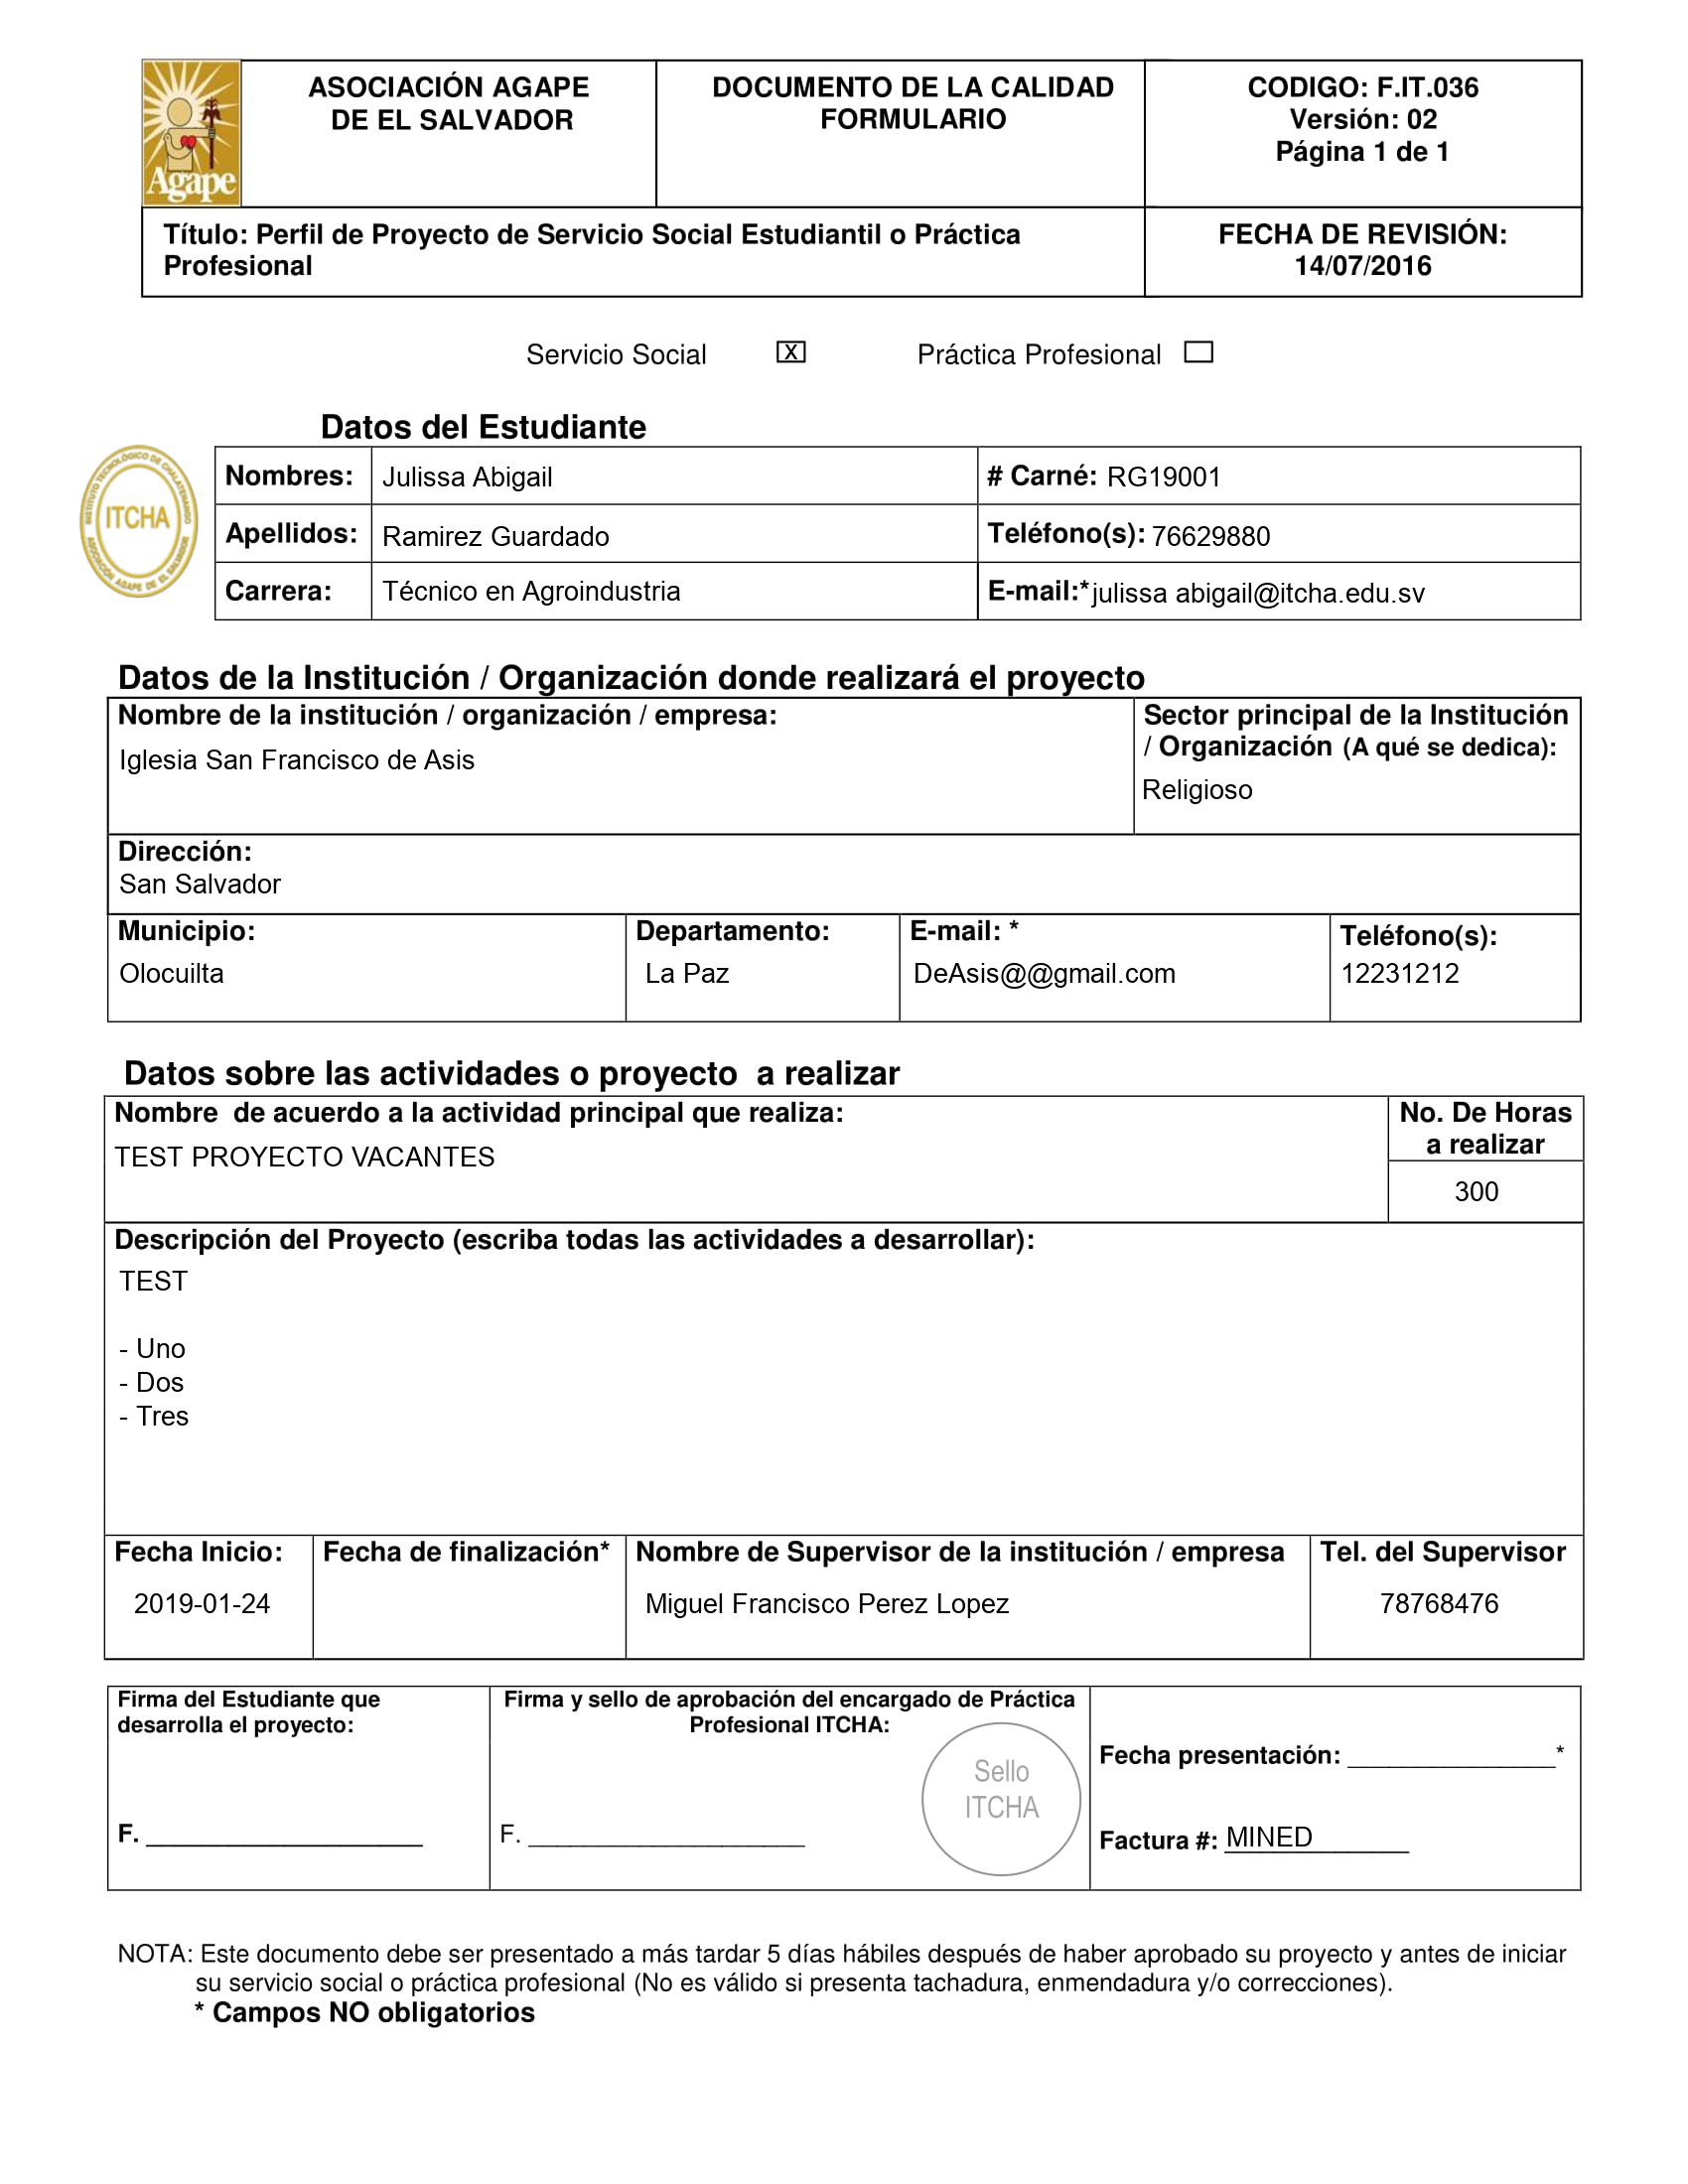 Agape
ASOCIACIÓN AGAPE
DE EL SALVADOR
DOCUMENTO DE LA CALIDAD
FORMULARIO
CODIGO: F.IT.036
Versión: 02
Página 1 de 1
Título: Perfil de Proyecto de Servicio Social Estudiantil o Práctica
Profesional
FECHA DE REVISIÓN:
14/07/2016
Servicio Social X Práctica Profesional
Datos del Estudiante
INSTITUTO TECNOLÓGICO DE CHALATENANGO
ITCHA
ASOCIACIÓN AGAPE DE EL SALVADOR
Nombres: Julissa Abigail # Carné: RG19001
Apellidos: Ramirez Guardado Teléfono(s): 76629880
Carrera: Técnico en Agroindustria E-mail:*julissa abigail@itcha.edu.sv
Datos de la Institución / Organización donde realizará el proyecto
Nombre de la institución / organización / empresa:
Iglesia San Francisco de Asis
Sector principal de la Institución
/ Organización (A qué se dedica):
Religioso
Dirección:
San Salvador
Municipio:
Olocuilta
Departamento:
La Paz
E-mail: *
DeAsis@@gmail.com
Teléfono(s):
12231212
Datos sobre las actividades o proyecto a realizar
Nombre de acuerdo a la actividad principal que realiza:
TEST PROYECTO VACANTES
No. De Horas
a realizar
300
Descripción del Proyecto (escriba todas las actividades a desarrollar):
TEST
- Uno
- Dos
- Tres
Fecha Inicio:
2019-01-24
Fecha de finalización*
Nombre de Supervisor de la institución / empresa
Miguel Francisco Perez Lopez
Tel. del Supervisor
78768476
Firma del Estudiante que
desarrolla el proyecto:
F. ____________________
Firma y sello de aprobación del encargado de Práctica
Profesional ITCHA:
Sello
ITCHA
F. ____________________
Fecha presentación: _______________*
Factura #: MINED
NOTA: Este documento debe ser presentado a más tardar 5 días hábiles después de haber aprobado su proyecto y antes de iniciar
su servicio social o práctica profesional (No es válido si presenta tachadura, enmendadura y/o correcciones).
* Campos NO obligatorios